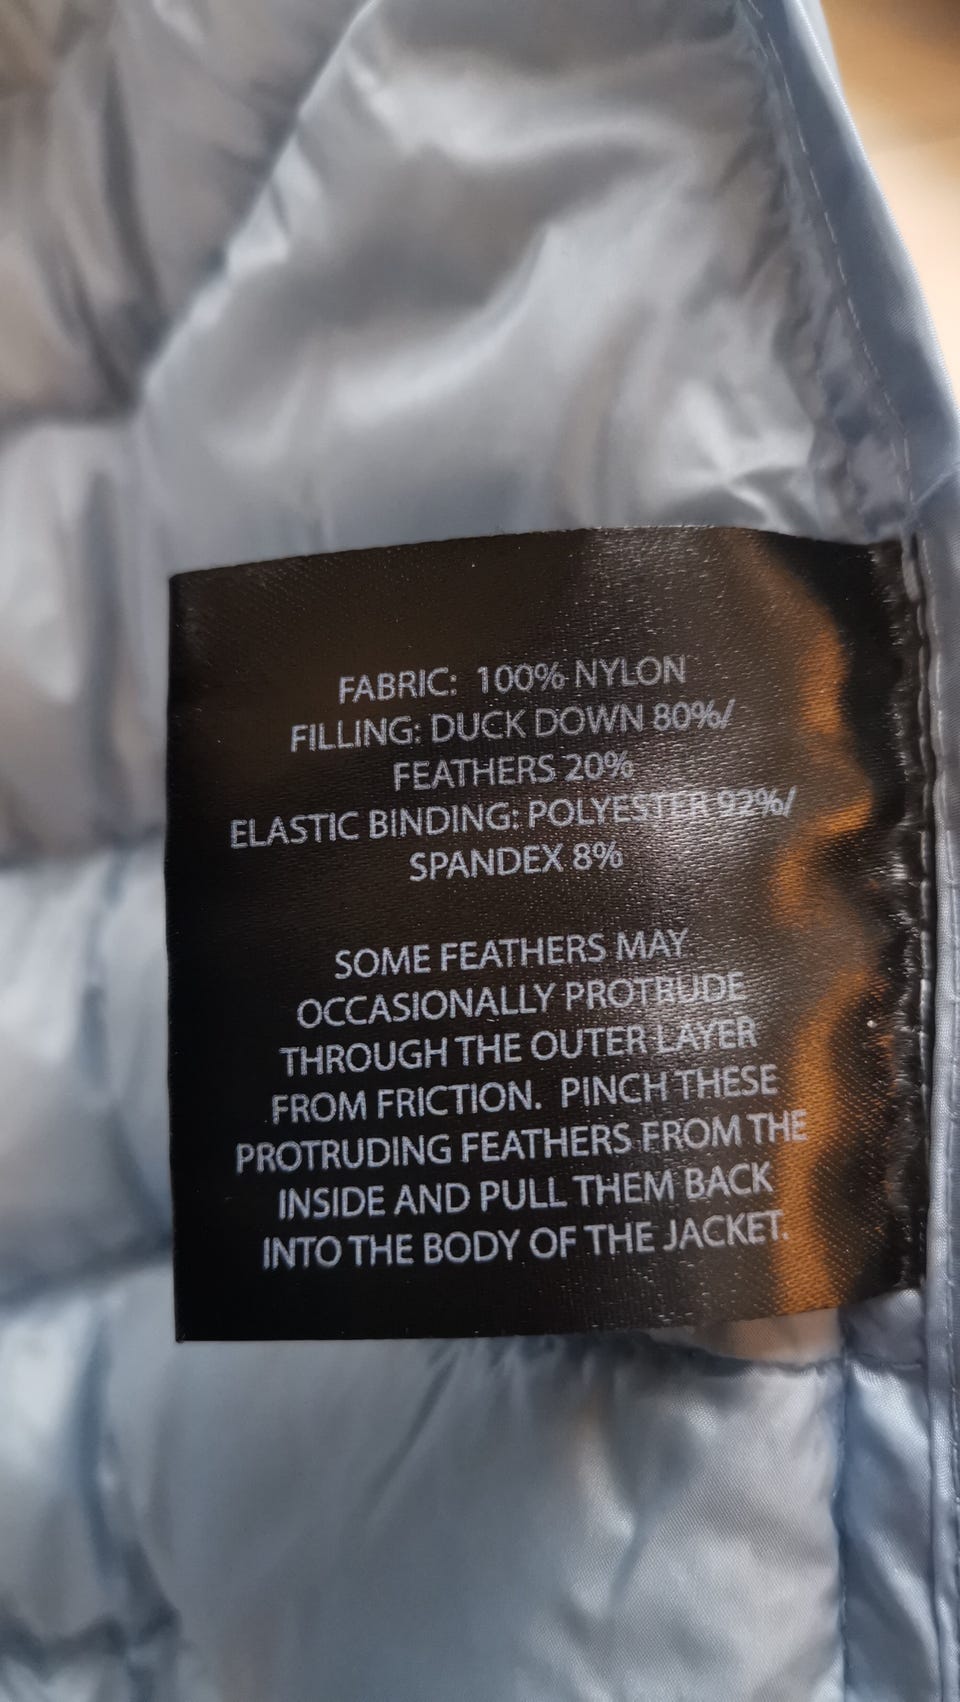 FABRIC: 100% NYLON
FILLING: DUCK DOWN 80%/
FEATHERS 20%
ELASTIC BINDING: POLYESTER 92%/
SPANDEX 8%
SOME FEATHERS MAY
OCCASIONALLY PROTRUDE
THROUGH THE OUTER LAYER
FROM FRICTION. PINCH THESE
PROTRUDING FEATHERS FROM THE
INSIDE AND PULL THEM BACK
INTO THE BODY OF THE JACKET.